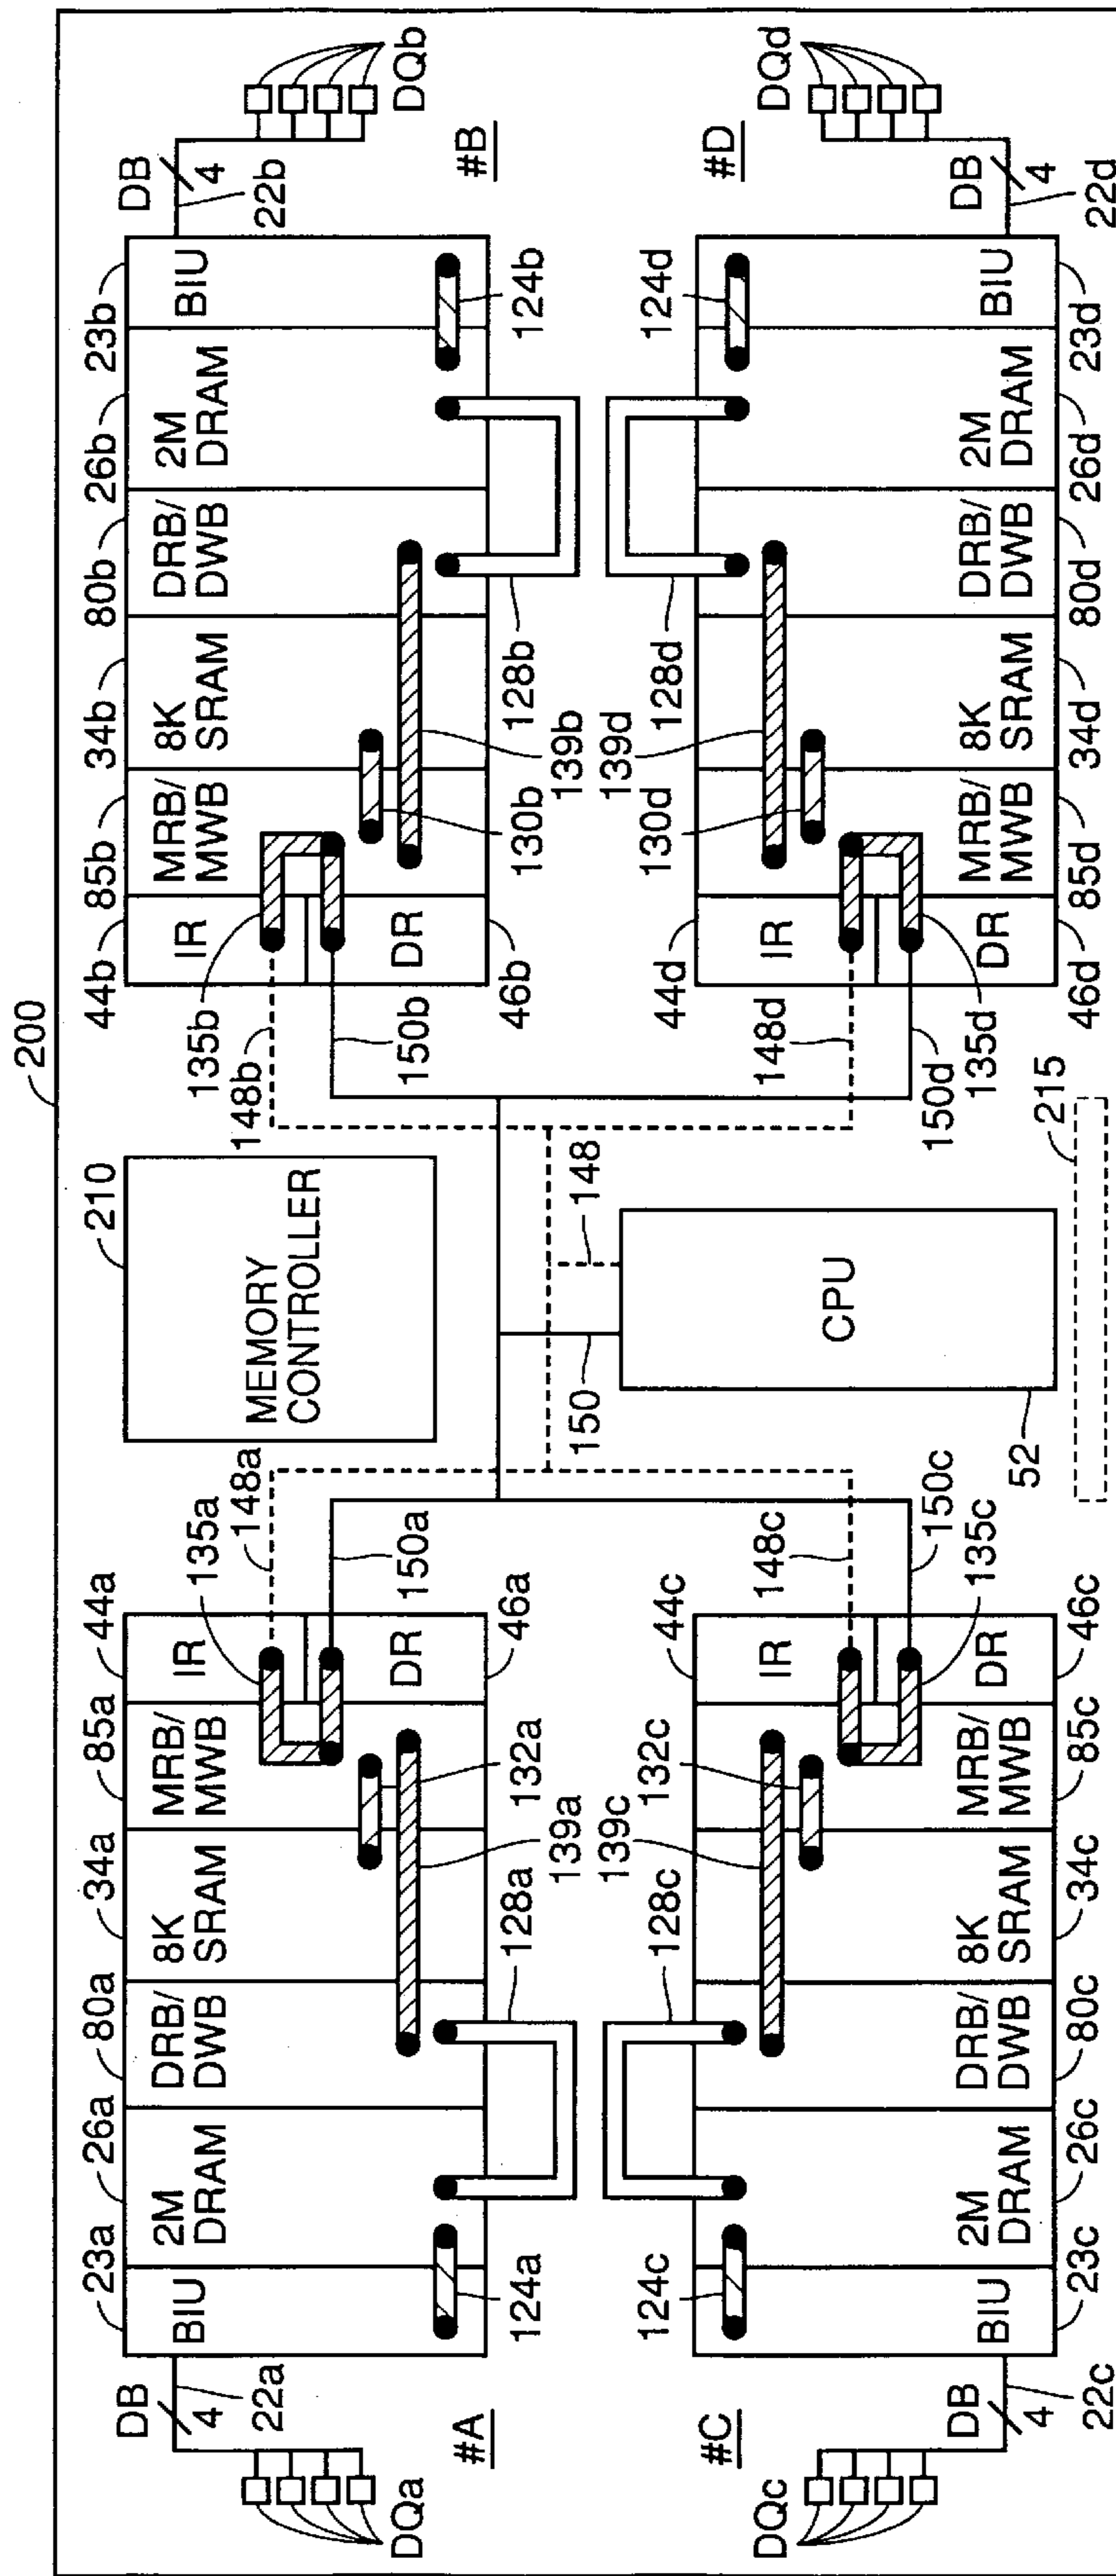 200
23a 26a 80a 34a 85a 44a 210 44b 85b 34b 80b 26b 23b
DB BIU 2M DRB/ 8K MRB/ IR IR MRB/ 8K DRB/ 2M BIU DB
4 DRAM DWB SRAM MWB 135a 135b MWB SRAM DWB DRAM 4
22a 148a MEMORY 148b 22b
CONTROLLER
DQa DR 150a 150b DR DQb
#A 46a 46b #B
124a 128a 139a 132a 130b 139b 128b 124b
150 148
#C 124c 128c 139c 132c 44c 44d 130d 139d 128d 124d #D
DQc IR 148c 148d IR DQd
150c CPU 150d
DB BIU 2M DRB/ 8K MRB/ DR 135c 135d DR MRB/ 8K DRB/ 2M BIU DB
4 DRAM DWB SRAM MWB MWB SRAM DWB DRAM 4
22c 23c 26c 80c 34c 85c 46c 52 215 46d 85d 34d 80d 26d 23d 22d